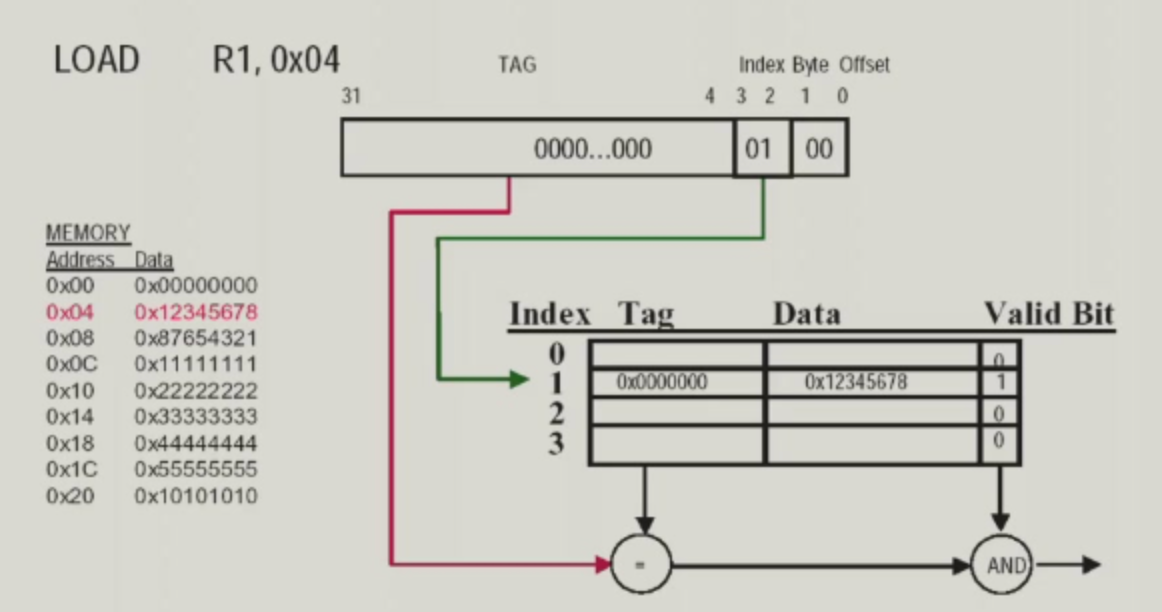 LOAD R1, 0x04
TAG Index Byte Offset
31 4 3 2 1 0
0000...000 01 00
MEMORY
Address Data
0x00 0x00000000
0x04 0x12345678
0x08 0x87654321
0x0C 0x11111111
0x10 0x22222222
0x14 0x33333333
0x18 0x44444444
0x1C 0x55555555
0x20 0x10101010
Index Tag Data Valid Bit
0 0
1 0x0000000 0x12345678 1
2 0
3 0
= AND